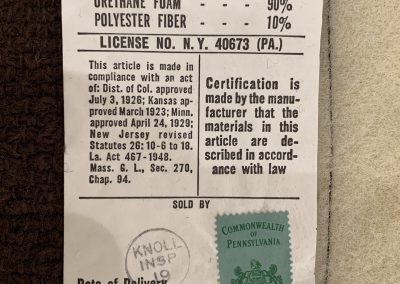 URETHANE FOAM - - - 90%
POLYESTER FIBER - - - 10%
LICENSE NO. N.Y. 40673 (PA.)
This article is made in
compliance with an act
of: Dist. of Col. approved
July 3, 1926; Kansas ap-
proved March 1923; Minn.
approved April 24, 1929;
New Jersey revised
Statutes 26: 10-6 to 18.
La. Act 467-1948.
Mass. G. L., Sec. 270,
Chap. 94.
Certification is
made by the manu-
facturer that the
materials in this
article are de-
scribed in accord-
ance with law
SOLD BY
KNOLL
INSP
19
COMMONWEALTH
OF
PENNSYLVANIA
Date of Delivery